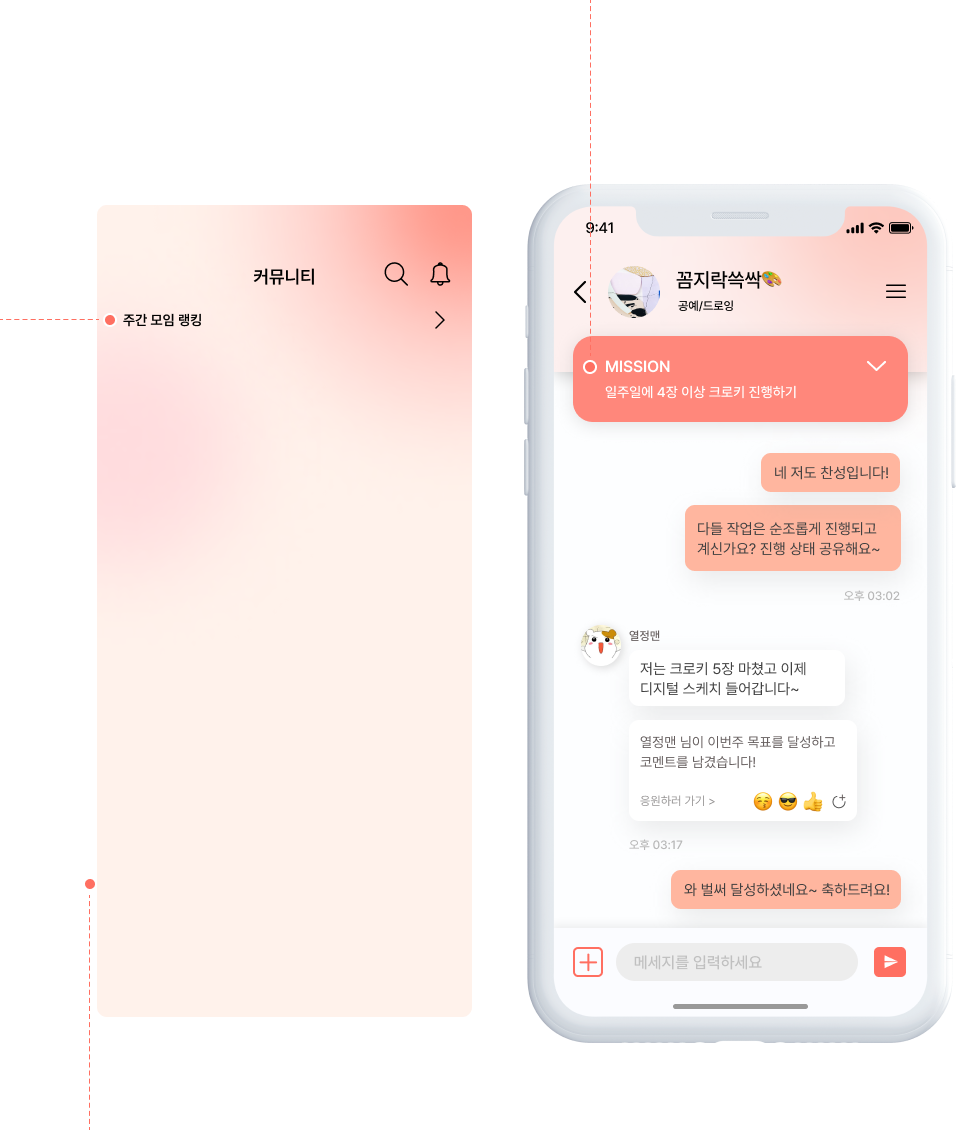 커뮤니티
주간 모임 랭킹
9:41
꼼지락쓱싹🎨
공예/드로잉
MISSION
일주일에 4장 이상 크로키 진행하기
네 저도 찬성입니다!
다들 작업은 순조롭게 진행되고
계신가요? 진행 상태 공유해요~
오후 03:02
열정맨
저는 크로키 5장 마쳤고 이제
디지털 스케치 들어갑니다~
열정맨 님이 이번주 목표를 달성하고
코멘트를 남겼습니다!
응원하러 가기 >
오후 03:17
와 벌써 달성하셨네요~ 축하드려요!
메세지를 입력하세요